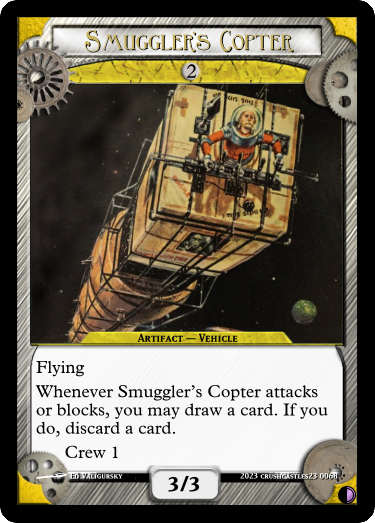 Smuggler's Copter
2
Artifact — Vehicle
Flying
Whenever Smuggler's Copter attacks
or blocks, you may draw a card. If you
do, discard a card.
Crew 1
Ed Valigursky
3/3
2023 crushcastles23 0068